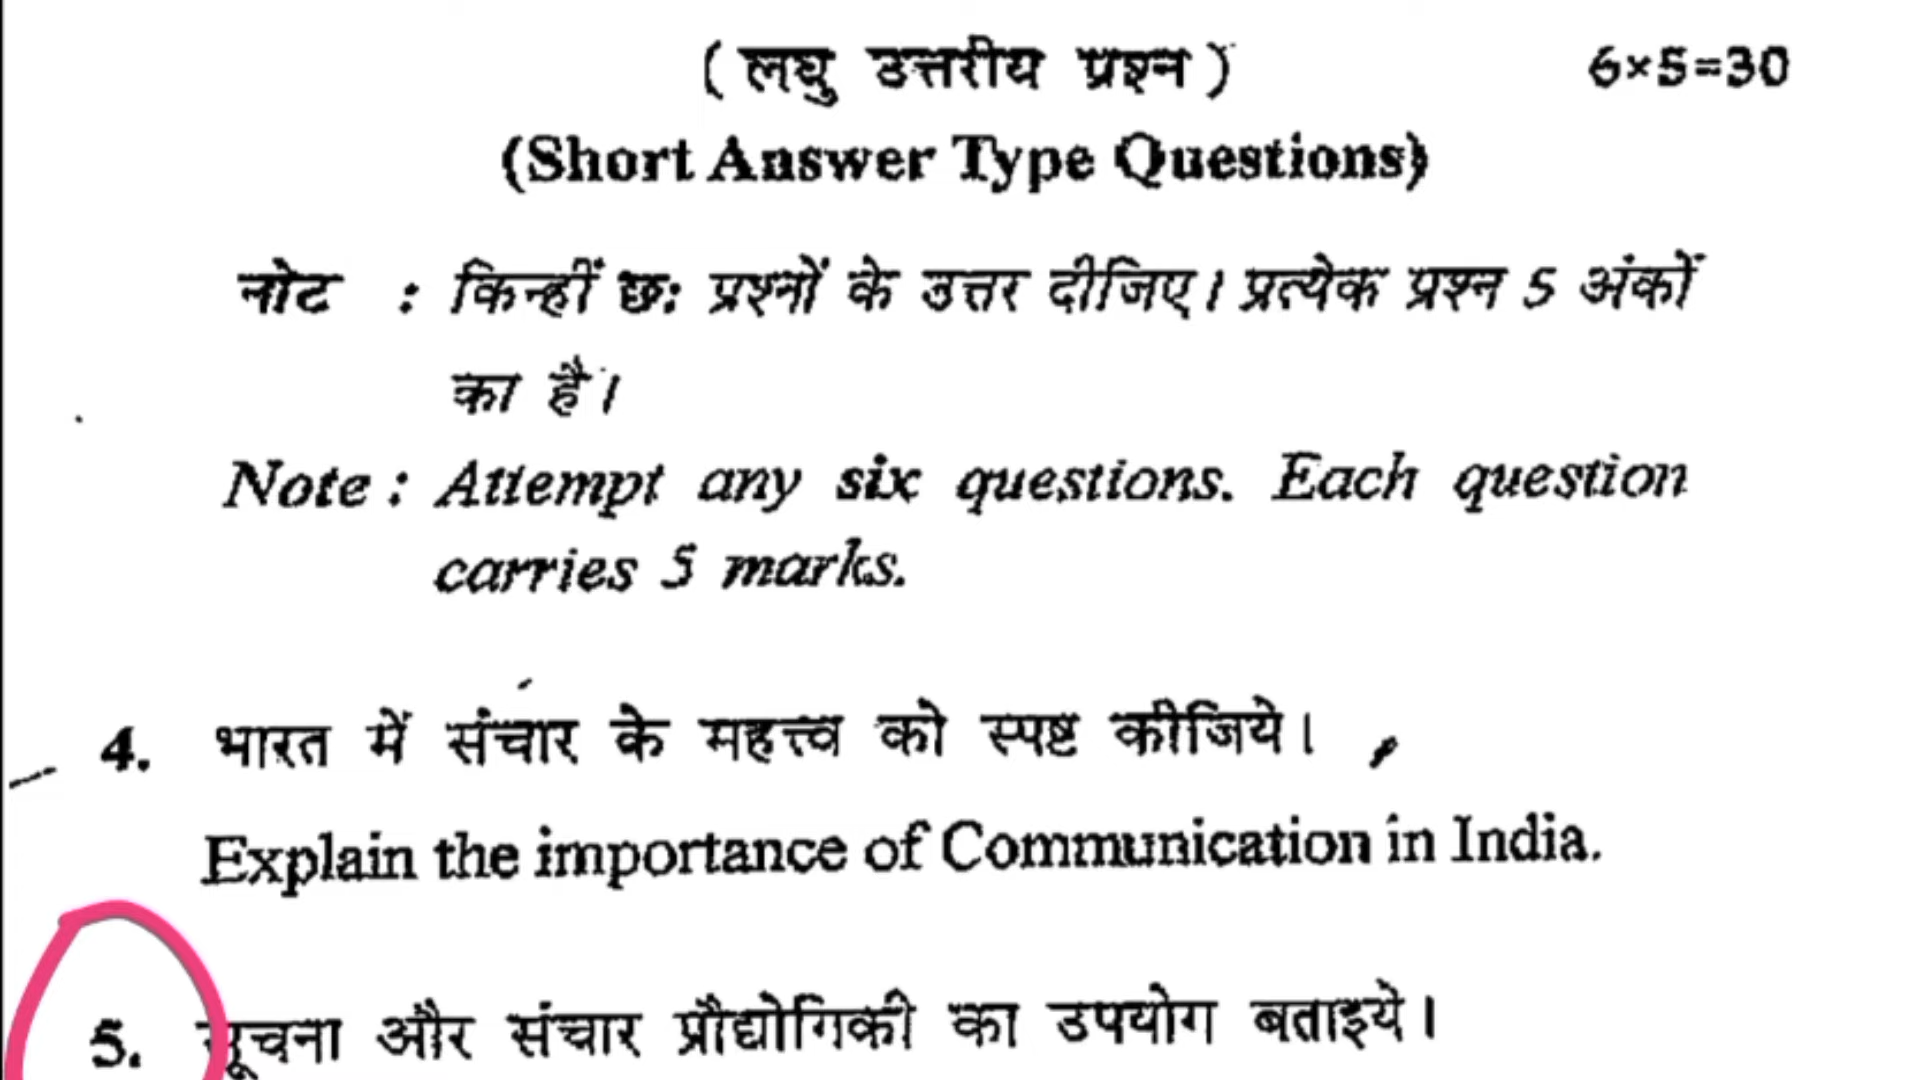 ( लघु उत्तरीय प्रश्न ) 6×5=30
(Short Answer Type Questions)
नोट : किन्हीं छः प्रश्नों के उत्तर दीजिए। प्रत्येक प्रश्न 5 अंकों
का है।
Note : Attempt any six questions. Each question
carries 5 marks.
4. भारत में संचार के महत्त्व को स्पष्ट कीजिये।
Explain the importance of Communication in India.
5. सूचना और संचार प्रौद्योगिकी का उपयोग बताइये।